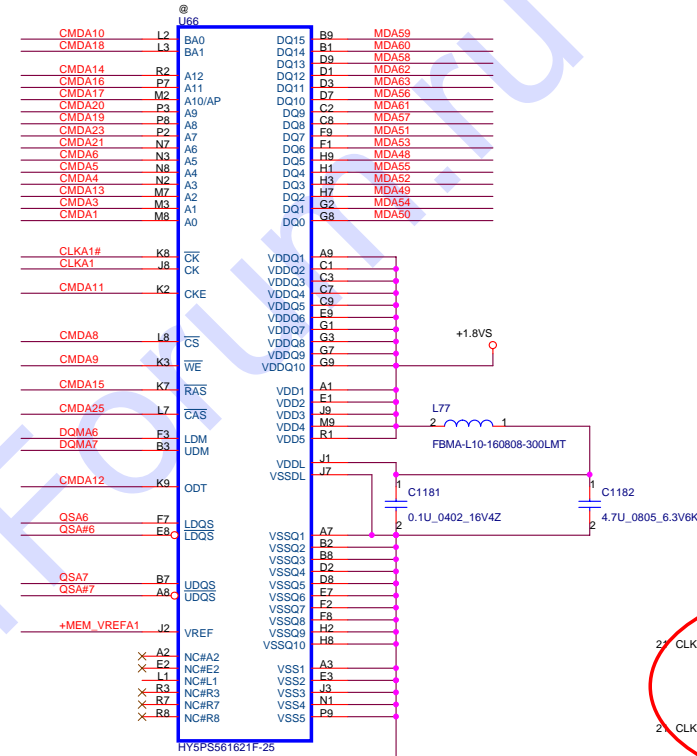 @
U66
CMDA10 L2 BA0 DQ15 B9 MDA59
CMDA18 L3 BA1 DQ14 B1 MDA60
DQ13 D9 MDA58
CMDA14 R2 A12 DQ12 D1 MDA62
CMDA16 P7 A11 DQ11 D3 MDA63
CMDA17 M2 A10/AP DQ10 D7 MDA56
CMDA20 P3 A9 DQ9 C2 MDA61
CMDA19 P8 A8 DQ8 C8 MDA57
CMDA23 P2 A7 DQ7 F9 MDA51
CMDA21 N7 A6 DQ6 F1 MDA53
CMDA6 N3 A5 DQ5 H9 MDA48
CMDA5 N8 A4 DQ4 H1 MDA55
CMDA4 N2 A3 DQ3 H3 MDA52
CMDA13 M7 A2 DQ2 H7 MDA49
CMDA3 M3 A1 DQ1 G2 MDA54
CMDA1 M8 A0 DQ0 G8 MDA50
CLKA1# K8 CK VDDQ1 A9
CLKA1 J8 CK VDDQ2 C1
VDDQ3 C3
CMDA11 K2 CKE VDDQ4 C7
VDDQ5 C9
VDDQ6 E9
VDDQ7 G1
CMDA8 L8 CS VDDQ8 G3 +1.8VS
VDDQ9 G7
CMDA9 K3 WE VDDQ10 G9
CMDA15 K7 RAS VDD1 A1
VDD2 E1
CMDA25 L7 CAS VDD3 J9 L77
VDD4 M9 2 1
DQMA6 F3 LDM VDD5 R1
DQMA7 B3 UDM FBMA-L10-160808-300LMT
VDDL J1
VSSDL J7
CMDA12 K9 ODT 1 1
C1181 C1182
QSA6 F7 LDQS 0.1U_0402_16V4Z 4.7U_0805_6.3V6K
QSA#6 E8 LDQS VSSQ1 A7 2 2
VSSQ2 B2
VSSQ3 B8
VSSQ4 D2
QSA7 B7 UDQS VSSQ5 D8
QSA#7 A8 UDQS VSSQ6 E7
VSSQ7 F2
VSSQ8 F8
+MEM_VREFA1 J2 VREF VSSQ9 H2
VSSQ10 H8
A2 NC#A2
E2 NC#E2 VSS1 A3
L1 NC#L1 VSS2 E3
R3 NC#R3 VSS3 J3
R7 NC#R7 VSS4 N1
R8 NC#R8 VSS5 P9
HY5PS561621F-25
21 CLK
21 CLK
Forum.ru